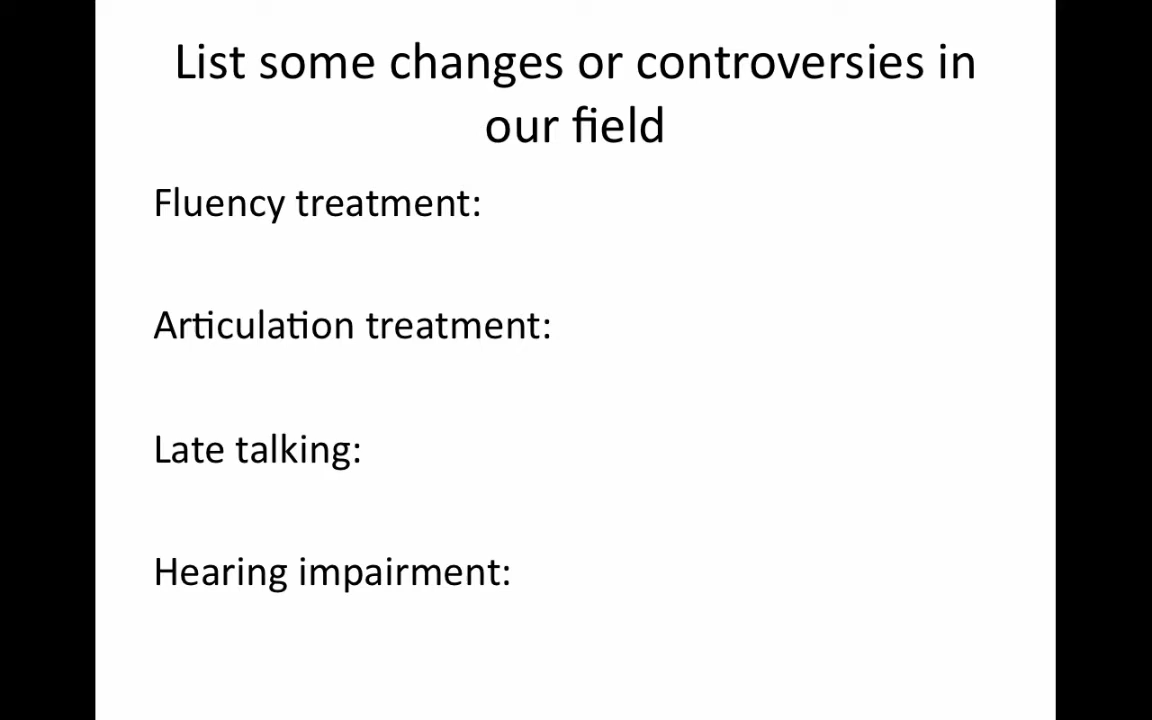 List some changes or controversies in
our field
Fluency treatment:
Articulation treatment:
Late talking:
Hearing impairment: